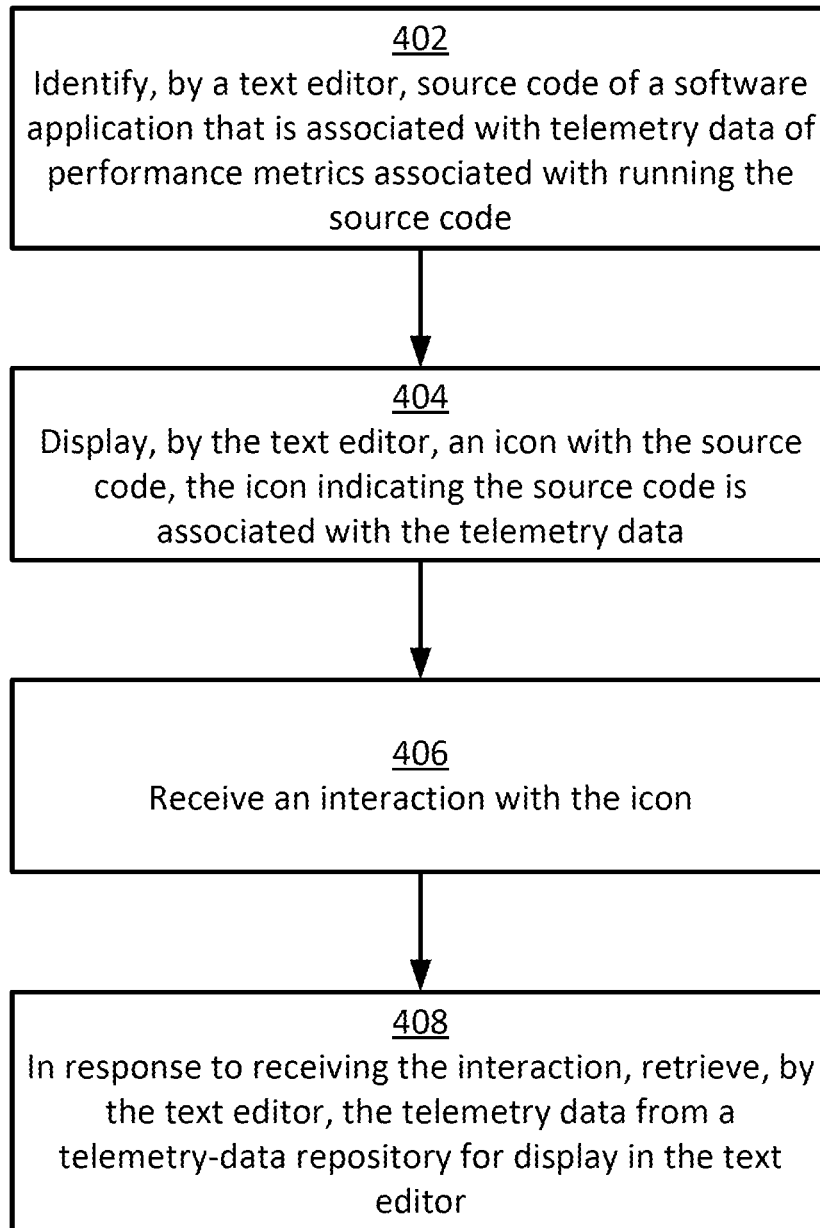 402
Identify, by a text editor, source code of a software
application that is associated with telemetry data of
performance metrics associated with running the
source code
404
Display, by the text editor, an icon with the source
code, the icon indicating the source code is
associated with the telemetry data
406
Receive an interaction with the icon
408
In response to receiving the interaction, retrieve, by
the text editor, the telemetry data from a
telemetry-data repository for display in the text
editor